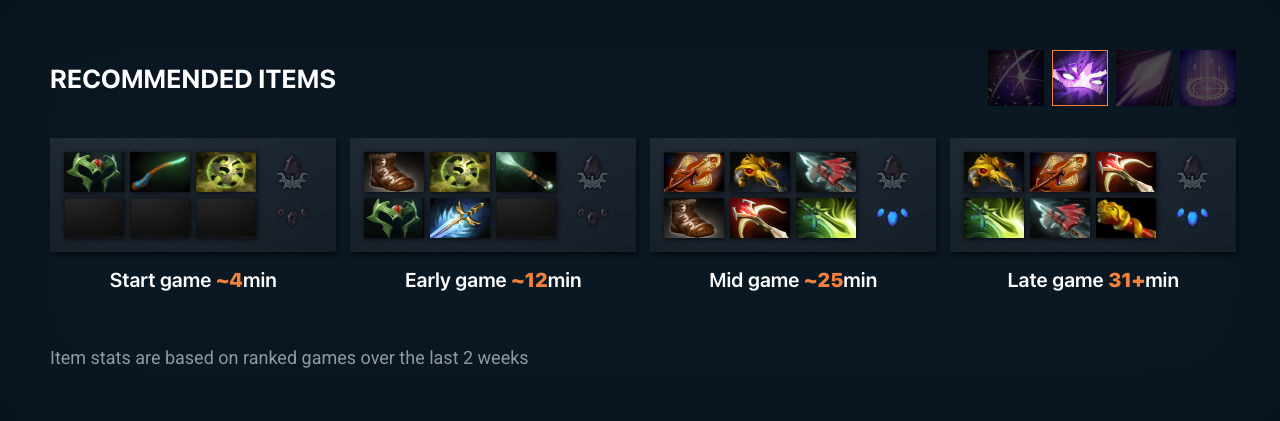 RECOMMENDED ITEMS
Start game ~4min
Early game ~12min
Mid game ~25min
Late game 31+min
Item stats are based on ranked games over the last 2 weeks